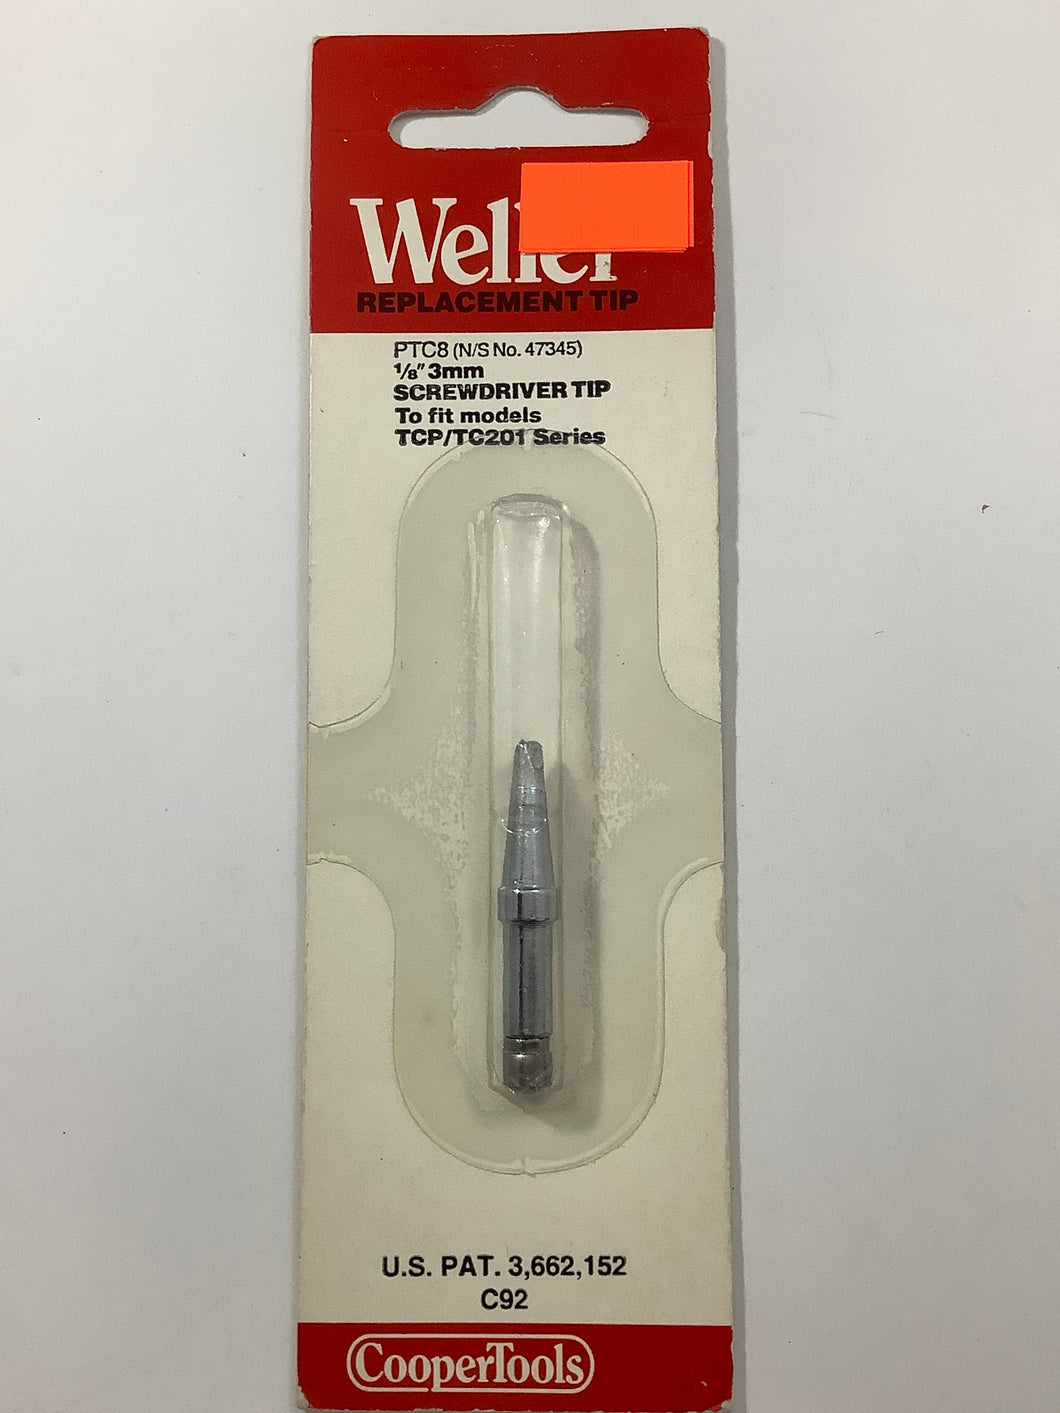 Weller
REPLACEMENT TIP
PTC8 (N/S No. 47345)
⅛" 3mm
SCREWDRIVER TIP
To fit models
TCP/TC201 Series
U.S. PAT. 3,662,152
C92
CooperTools